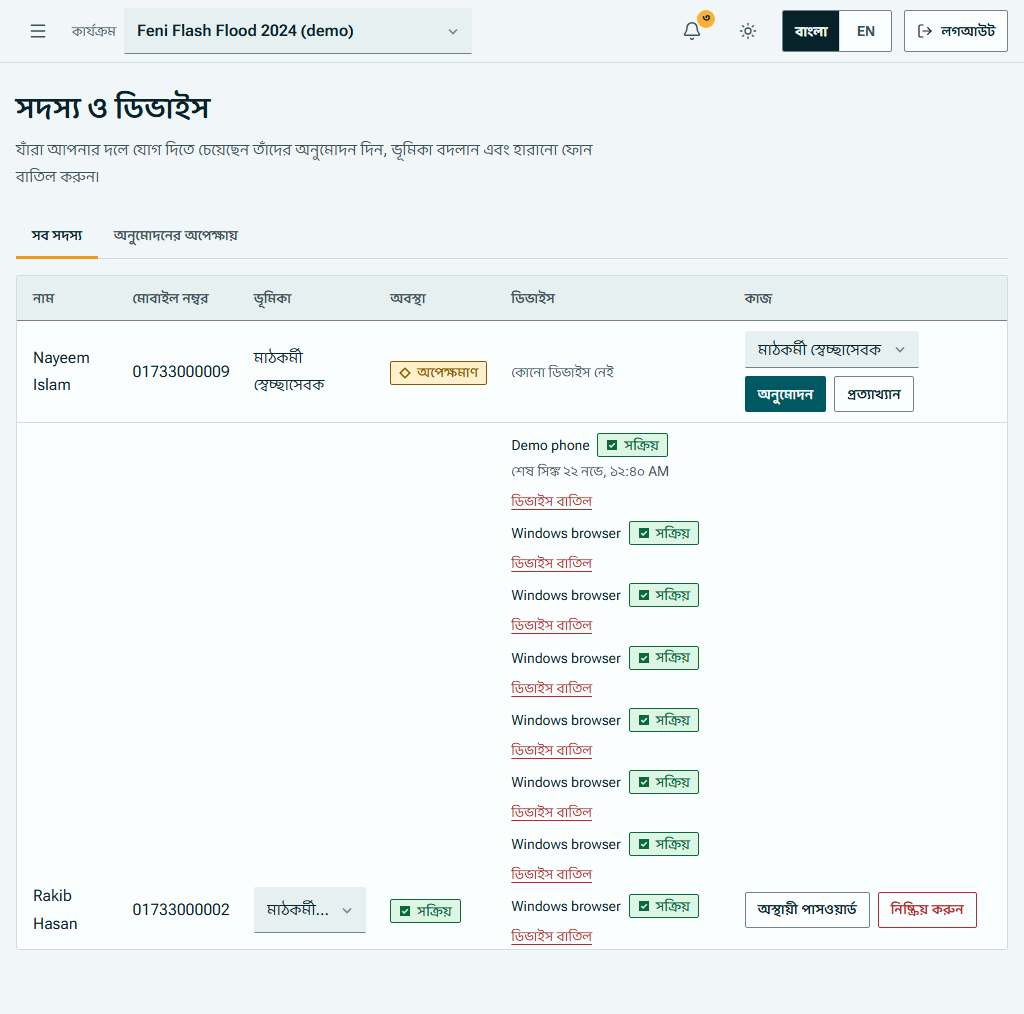 কার্যক্রম
Feni Flash Flood 2024 (demo)
৩
বাংলা
EN
লগআউট
সদস্য ও ডিভাইস
যাঁরা আপনার দলে যোগ দিতে চেয়েছেন তাঁদের অনুমোদন দিন, ভূমিকা বদলান এবং হারানো ফোন
বাতিল করুন।
সব সদস্য
অনুমোদনের অপেক্ষায়
নাম মোবাইল নম্বর ভূমিকা অবস্থা ডিভাইস কাজ
Nayeem
Islam
01733000009
মাঠকর্মী
স্বেচ্ছাসেবক
অপেক্ষমাণ
কোনো ডিভাইস নেই
মাঠকর্মী স্বেচ্ছাসেবক
অনুমোদন
প্রত্যাখ্যান
Demo phone সক্রিয়
শেষ সিঙ্ক ২২ নভে, ১২:৪০ AM
ডিভাইস বাতিল
Windows browser সক্রিয়
ডিভাইস বাতিল
Windows browser সক্রিয়
ডিভাইস বাতিল
Windows browser সক্রিয়
ডিভাইস বাতিল
Windows browser সক্রিয়
ডিভাইস বাতিল
Windows browser সক্রিয়
ডিভাইস বাতিল
Windows browser সক্রিয়
ডিভাইস বাতিল
Rakib
Hasan
01733000002
মাঠকর্মী...
সক্রিয়
Windows browser সক্রিয়
ডিভাইস বাতিল
অস্থায়ী পাসওয়ার্ড
নিষ্ক্রিয় করুন